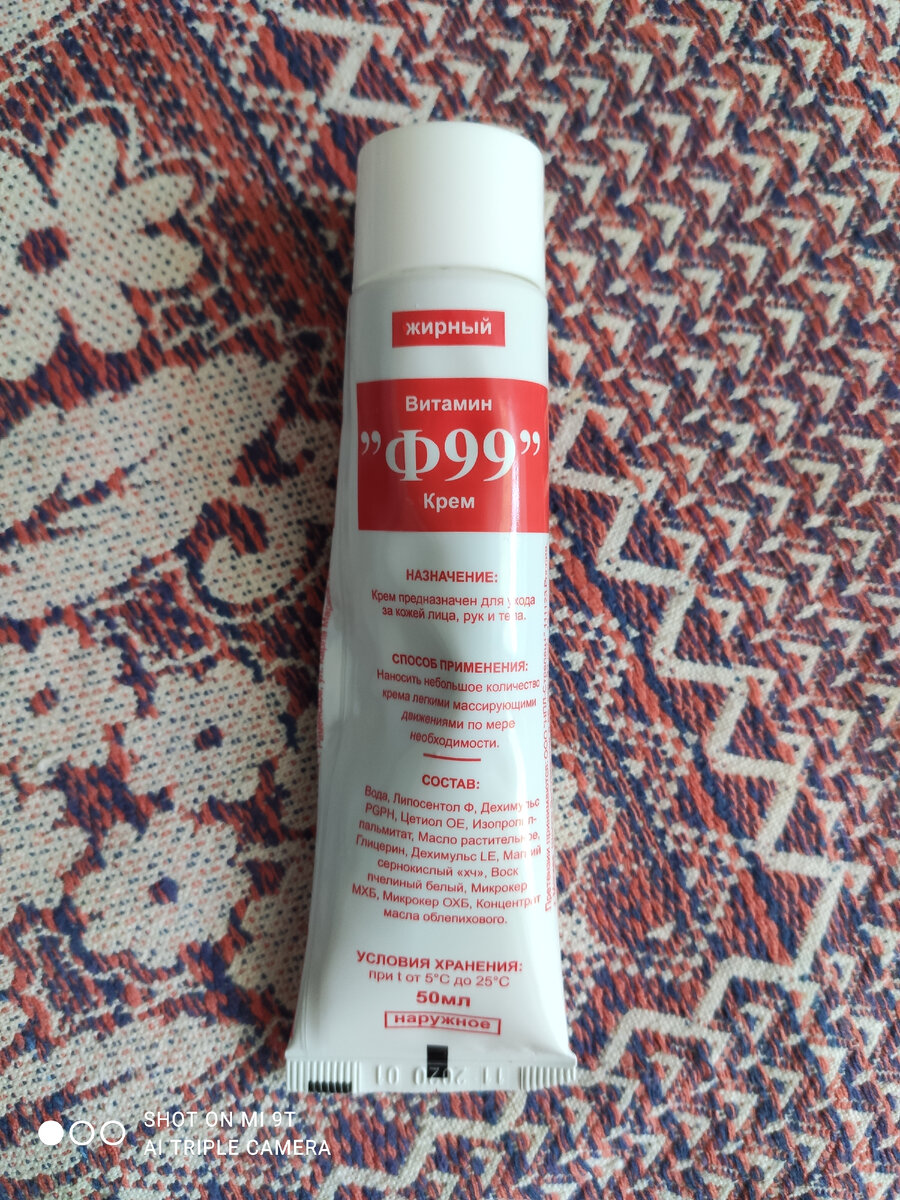 жирный
Витамин
”Ф99”
Крем
НАЗНАЧЕНИЕ:
Крем предназначен для ухода
за кожей лица, рук и тела.
СПОСОБ ПРИМЕНЕНИЯ:
Наносить небольшое количество
крема легкими массирующими
движениями по мере
необходимости.
СОСТАВ:
Вода, Липосентол Ф, Дехимульс
PGPH, Цетиол ОЕ, Изопропил-
пальмитат, Масло растительное,
Глицерин, Дехимульс LE, Магний
сернокислый «хч», Воск
пчелиный белый, Микрокер
МХБ, Микрокер ОХБ, Концентрат
масла облепихового.
УСЛОВИЯ ХРАНЕНИЯ:
при t от 5°С до 25°С
50мл
наружное
11 2020 01
SHOT ON MI 9T
AI TRIPLE CAMERA